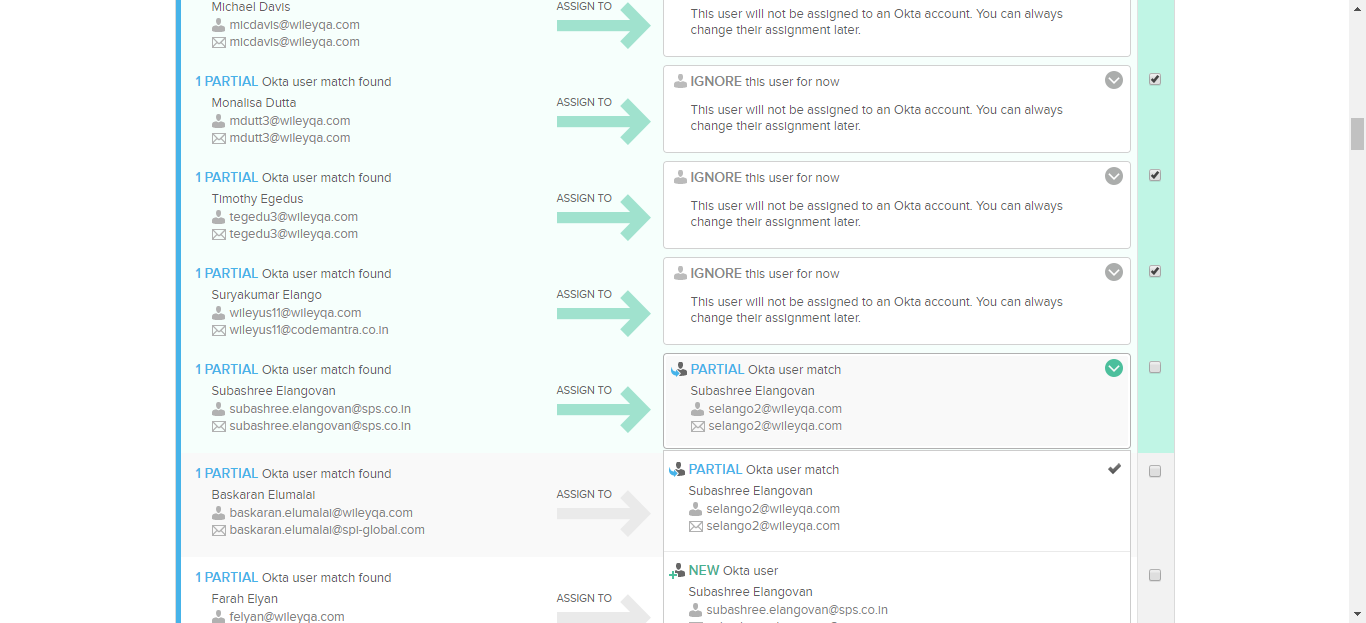 Michael Davis
micdavis@wileyqa.com
micdavis@wileyqa.com
ASSIGN TO
This user will not be assigned to an Okta account. You can always
change their assignment later.
1 PARTIAL Okta user match found
Monalisa Dutta
mdutt3@wileyqa.com
mdutt3@wileyqa.com
ASSIGN TO
IGNORE this user for now
This user will not be assigned to an Okta account. You can always
change their assignment later.
1 PARTIAL Okta user match found
Timothy Egedus
tegedu3@wileyqa.com
tegedu3@wileyqa.com
ASSIGN TO
IGNORE this user for now
This user will not be assigned to an Okta account. You can always
change their assignment later.
1 PARTIAL Okta user match found
Suryakumar Elango
wileyus11@wileyqa.com
wileyus11@codemantra.co.in
ASSIGN TO
IGNORE this user for now
This user will not be assigned to an Okta account. You can always
change their assignment later.
1 PARTIAL Okta user match found
Subashree Elangovan
subashree.elangovan@sps.co.in
subashree.elangovan@sps.co.in
ASSIGN TO
PARTIAL Okta user match
Subashree Elangovan
selango2@wileyqa.com
selango2@wileyqa.com
1 PARTIAL Okta user match found
Baskaran Elumalai
baskaran.elumalai@wileyqa.com
baskaran.elumalai@spi-global.com
ASSIGN TO
PARTIAL Okta user match
Subashree Elangovan
selango2@wileyqa.com
selango2@wileyqa.com
1 PARTIAL Okta user match found
Farah Elyan
felyan@wileyqa.com
ASSIGN TO
NEW Okta user
Subashree Elangovan
subashree.elangovan@sps.co.in